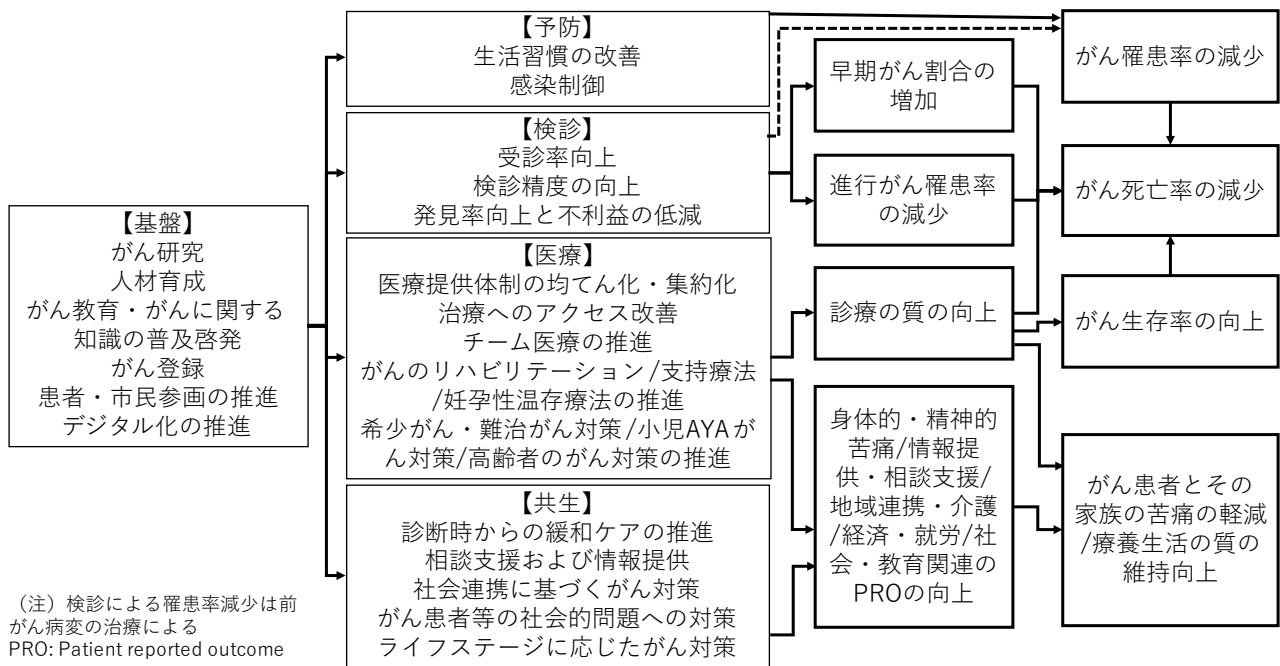 【基盤】
がん研究
人材育成
がん教育・がんに関する
知識の普及啓発
がん登録
患者・市民参画の推進
デジタル化の推進
【予防】
生活習慣の改善
感染制御
【検診】
受診率向上
検診精度の向上
発見率向上と不利益の低減
【医療】
医療提供体制の均てん化・集約化
治療へのアクセス改善
チーム医療の推進
がんのリハビリテーション/支持療法
/妊孕性温存療法の推進
希少がん・難治がん対策/小児AYAが
ん対策/高齢者のがん対策の推進
【共生】
診断時からの緩和ケアの推進
相談支援および情報提供
社会連携に基づくがん対策
がん患者等の社会的問題への対策
ライフステージに応じたがん対策
早期がん割合の
増加
進行がん罹患率
の減少
診療の質の向上
身体的・精神的
苦痛/情報提
供・相談支援/
地域連携・介護
/経済・就労/社
会・教育関連の
PROの向上
がん罹患率の減少
がん死亡率の減少
がん生存率の向上
がん患者とその
家族の苦痛の軽減
/療養生活の質の
維持向上
（注）検診による罹患率減少は前
がん病変の治療による
PRO: Patient reported outcome